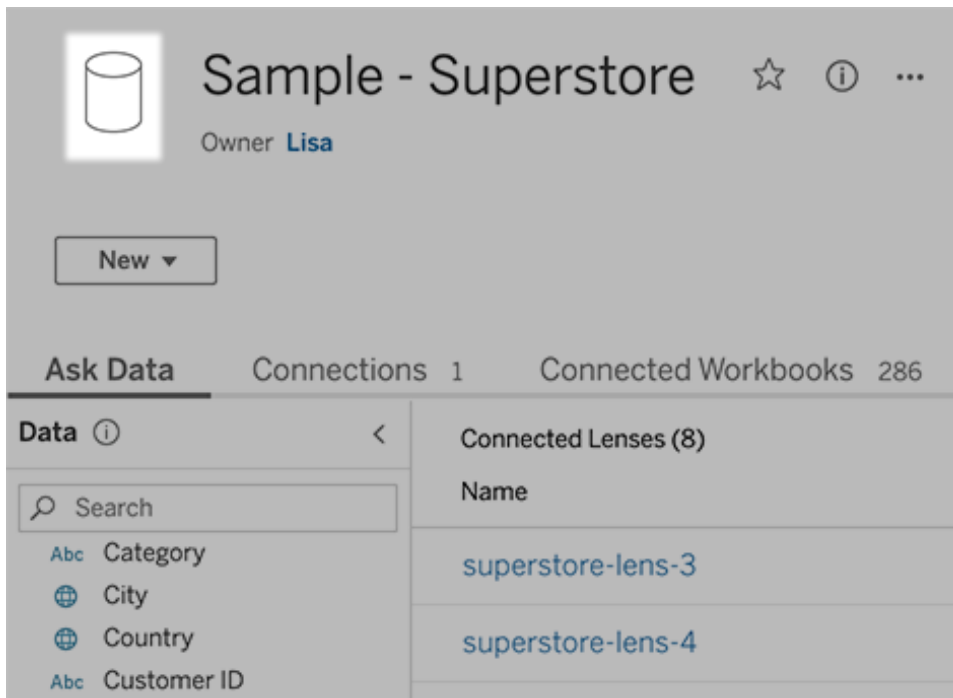 Sample - Superstore
Owner Lisa
New
Ask Data Connections 1 Connected Workbooks 286
Data
Search
Abc Category
City
Country
Abc Customer ID
Connected Lenses (8)
Name
superstore-lens-3
superstore-lens-4